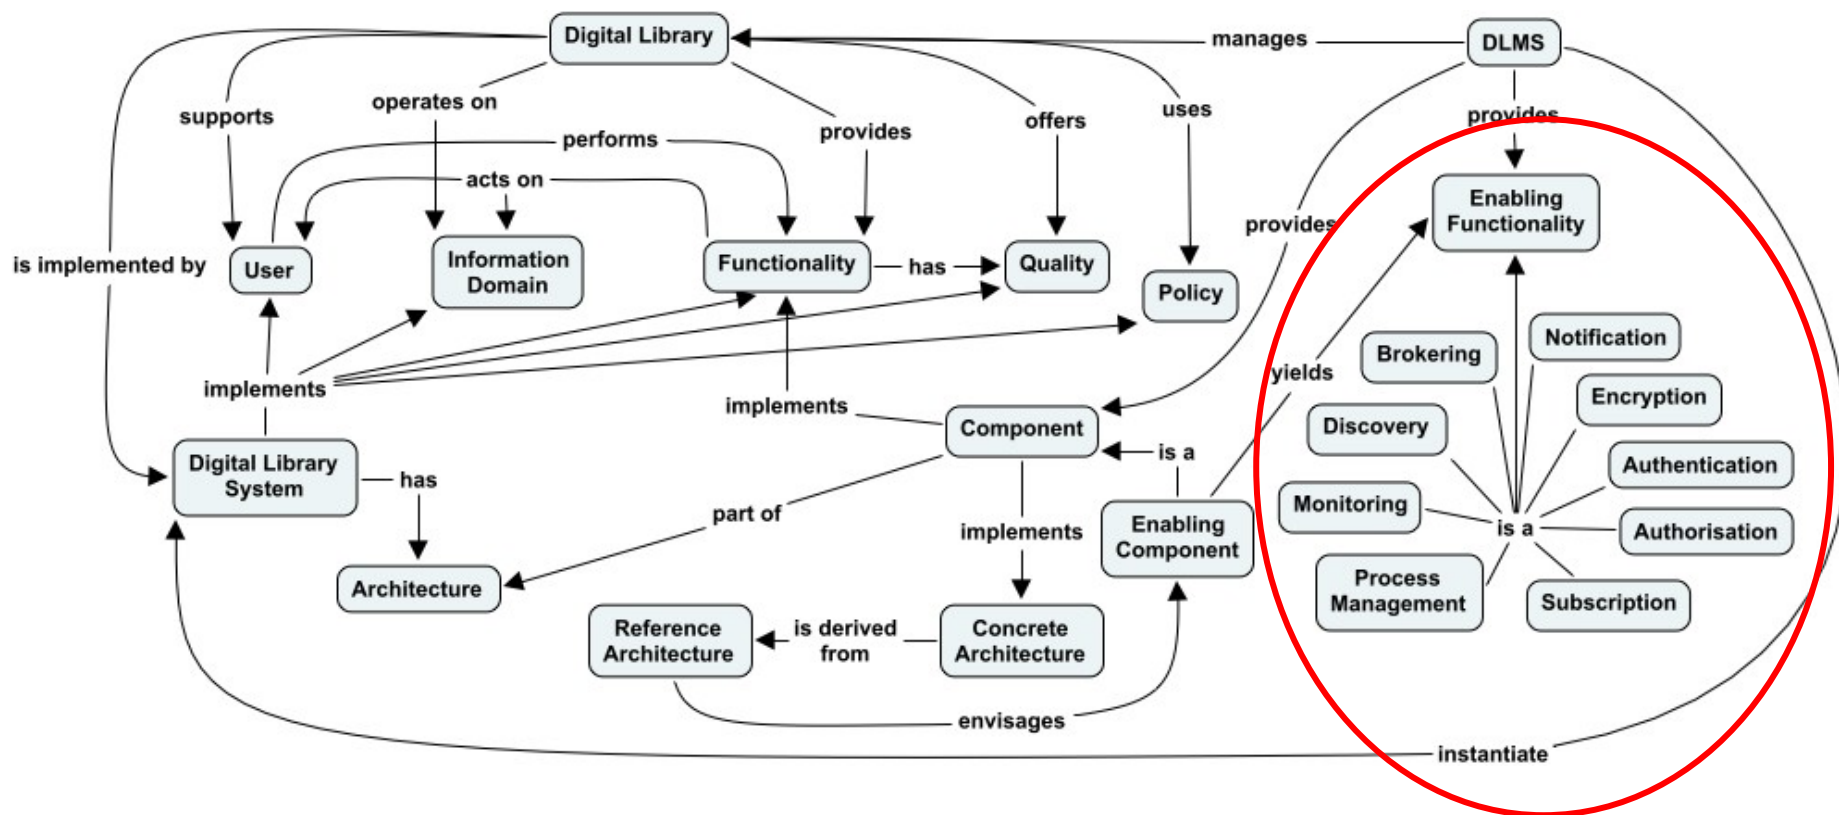 Digital Library
manages
DLMS
operates on
supports
provides
offers
uses
provides
performs
acts on
Enabling
Functionality
provides
is implemented by
User
Information
Domain
Functionality
has
Quality
Policy
Brokering
Notification
yields
implements
implements
Component
Discovery
Encryption
Digital Library
System
has
is a
Authentication
Monitoring
part of
implements
Enabling
Component
is a
Authorisation
Architecture
Process
Management
Subscription
Reference
Architecture
is derived
from
Concrete
Architecture
envisages
instantiate